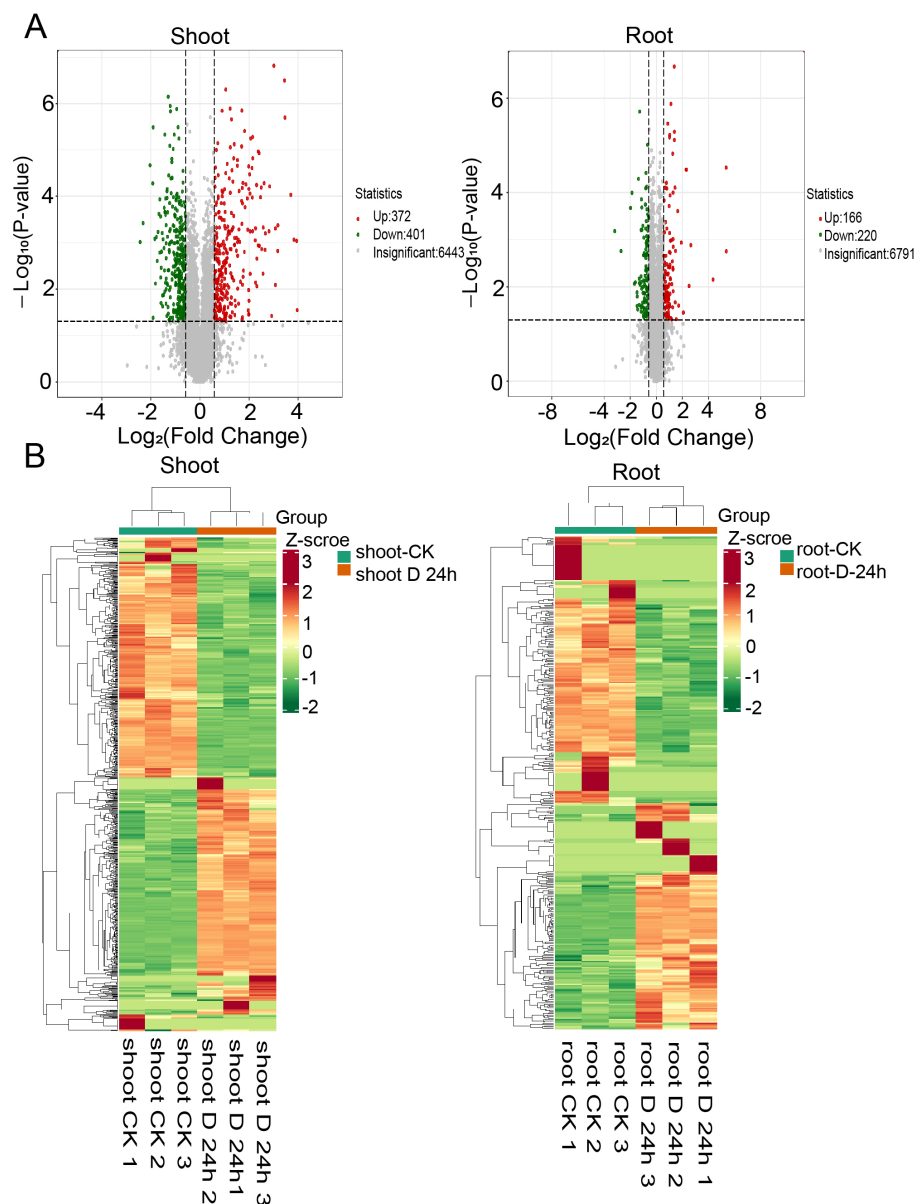 A
Shoot
Root
−Log₁₀(P-value)
6
4
2
0
-4
-2
0
2
4
Log₂(Fold Change)
Statistics
Up:372
Down:401
Insignificant:6443
−Log₁₀(P-value)
6
4
2
0
-8
-4
-2
0
2
4
8
Log₂(Fold Change)
Statistics
Up:166
Down:220
Insignificant:6791
B
Shoot
Group
Z-scroe
3
2
1
0
-1
-2
shoot-CK
shoot D 24h
shoot CK 1
shoot CK 2
shoot CK 3
shoot D 24h 2
shoot D 24h1
shoot D 24h 3
Root
Group
Z-scroe
3
2
1
0
-1
-2
root-CK
root-D-24h
root CK 1
root CK 2
root CK 3
root D 24h 3
root D 24h 2
root D 24h 1